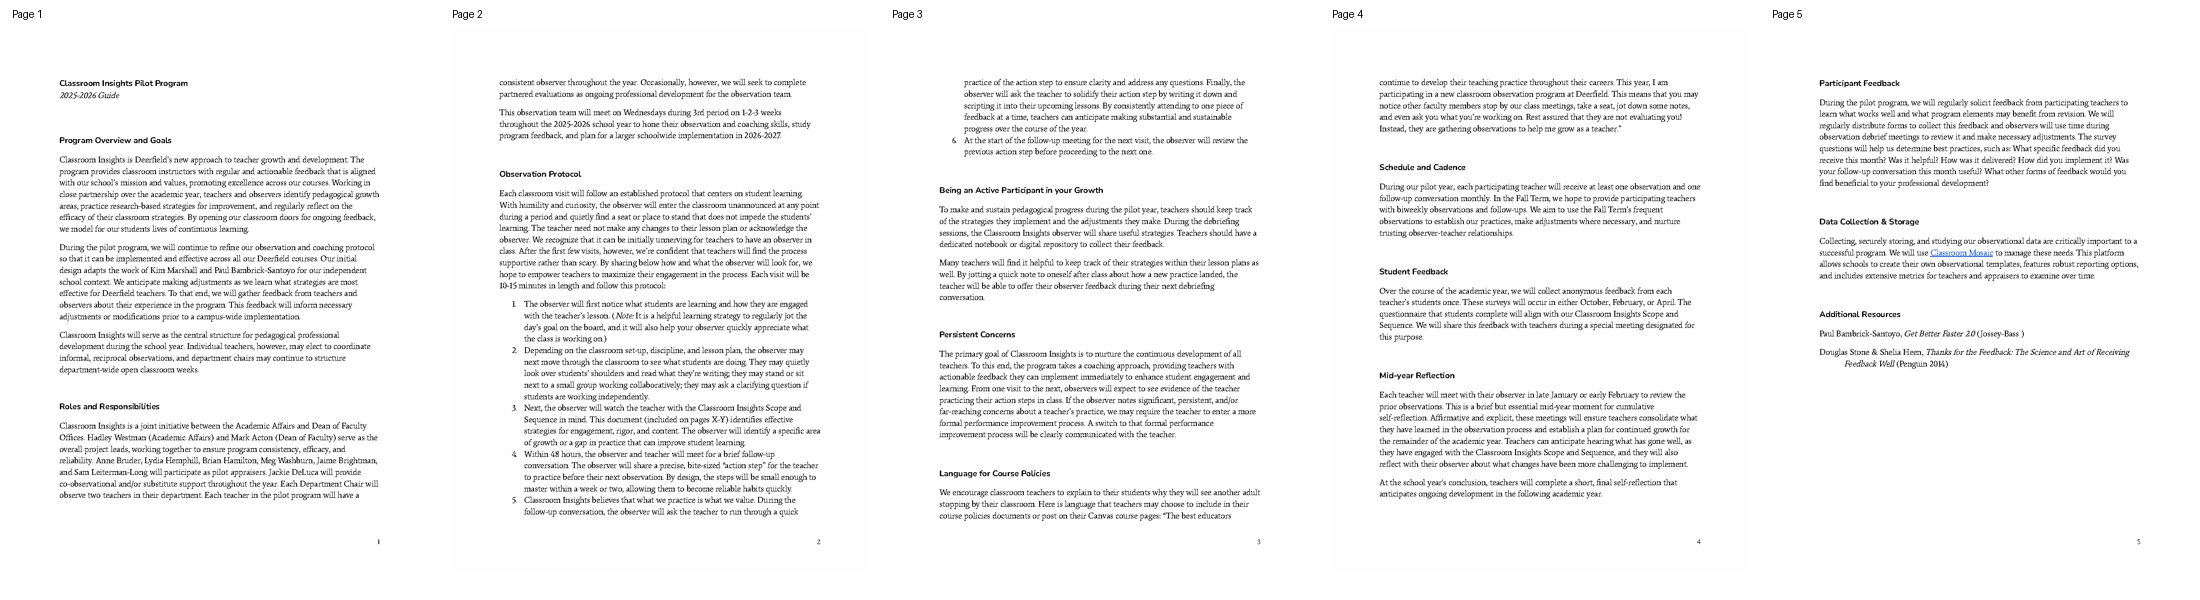 Page 1
Classroom Insights Pilot Program
2025-2026 Guide
Program Overview and Goals
Classroom Insights is Deerfield's new approach to teacher growth and development. The
program provides classroom instructors with regular and actionable feedback that is aligned
with our school's mission and values, promoting excellence across our courses. Working in
close partnership over the academic year, teachers and observers identify pedagogical growth
areas, practice research-based strategies for improvement, and regularly reflect on the
efficacy of their classroom strategies. By opening our classroom doors for ongoing feedback,
we model for our students lives of continuous learning.
During the pilot program, we will continue to refine our observation and coaching protocol
so that it can be implemented and effective across all our Deerfield courses. Our initial
design adapts the work of Kim Marshall and Paul Bambrick-Santoyo for our independent
school context. We anticipate making adjustments as we learn what strategies are most
effective for Deerfield teachers. To that end, we will gather feedback from teachers and
observers about their experience in the program. This feedback will inform necessary
adjustments or modifications prior to a campus-wide implementation.
Classroom Insights will serve as the central structure for pedagogical professional
development during the school year. Individual teachers, however, may elect to coordinate
informal, reciprocal observations, and department chairs may continue to structure
department-wide open classroom weeks.
Roles and Responsibilities
Classroom Insights is a joint initiative between the Academic Affairs and Dean of Faculty
Offices. Hadley Westman (Academic Affairs) and Mark Acton (Dean of Faculty) serve as the
overall project leads, working together to ensure program consistency, efficacy, and
reliability. Anne Bruder, Lydia Hemphill, Brian Hamilton, Meg Washburn, Jaime Brightman,
and Sam Leiterman-Long will participate as pilot appraisers. Jackie DeLuca will provide
co-observational and/or substitute support throughout the year. Each Department Chair will
observe two teachers in their department. Each teacher in the pilot program will have a
1
Page 2
consistent observer throughout the year. Occasionally, however, we will seek to complete
partnered evaluations as ongoing professional development for the observation team.
This observation team will meet on Wednesdays during 3rd period on 1-2-3 weeks
throughout the 2025-2026 school year to hone their observation and coaching skills, study
program feedback, and plan for a larger schoolwide implementation in 2026-2027.
Observation Protocol
Each classroom visit will follow an established protocol that centers on student learning.
With humility and curiosity, the observer will enter the classroom unannounced at any point
during a period and quietly find a seat or place to stand that does not impede the students'
learning. The teacher need not make any changes to their lesson plan or acknowledge the
observer. We recognize that it can be initially unnerving for teachers to have an observer in
class. After the first few visits, however, we're confident that teachers will find the process
supportive rather than scary. By sharing below how and what the observer will look for, we
hope to empower teachers to maximize their engagement in the process. Each visit will be
10-15 minutes in length and follow this protocol:
1. The observer will first notice what students are learning and how they are engaged
with the teacher's lesson. (Note: It is a helpful learning strategy to regularly jot the
day's goal on the board, and it will also help your observer quickly appreciate what
the class is working on.)
2. Depending on the classroom set-up, discipline, and lesson plan, the observer may
next move through the classroom to see what students are doing. They may quietly
look over students' shoulders and read what they're writing; they may stand or sit
next to a small group working collaboratively; they may ask a clarifying question if
students are working independently.
3. Next, the observer will watch the teacher with the Classroom Insights Scope and
Sequence in mind. This document (included on pages X-Y) identifies effective
strategies for engagement, rigor, and content. The observer will identify a specific area
of growth or a gap in practice that can improve student learning.
4. Within 48 hours, the observer and teacher will meet for a brief follow-up
conversation. The observer will share a precise, bite-sized "action step" for the teacher
to practice before their next observation. By design, the steps will be small enough to
master within a week or two, allowing them to become reliable habits quickly.
5. Classroom Insights believes that what we practice is what we value. During the
follow-up conversation, the observer will ask the teacher to run through a quick
2
Page 3
practice of the action step to ensure clarity and address any questions. Finally, the
observer will ask the teacher to solidify their action step by writing it down and
scripting it into their upcoming lessons. By consistently attending to one piece of
feedback at a time, teachers can anticipate making substantial and sustainable
progress over the course of the year.
6. At the start of the follow-up meeting for the next visit, the observer will review the
previous action step before proceeding to the next one.
Being an Active Participant in your Growth
To make and sustain pedagogical progress during the pilot year, teachers should keep track
of the strategies they implement and the adjustments they make. During the debriefing
sessions, the Classroom Insights observer will share useful strategies. Teachers should have a
dedicated notebook or digital repository to collect their feedback.
Many teachers will find it helpful to keep track of their strategies within their lesson plans as
well. By jotting a quick note to oneself after class about how a new practice landed, the
teacher will be able to offer their observer feedback during their next debriefing
conversation.
Persistent Concerns
The primary goal of Classroom Insights is to nurture the continuous development of all
teachers. To this end, the program takes a coaching approach, providing teachers with
actionable feedback they can implement immediately to enhance student engagement and
learning. From one visit to the next, observers will expect to see evidence of the teacher
practicing their action steps in class. If the observer notes significant, persistent, and/or
far-reaching concerns about a teacher's practice, we may require the teacher to enter a more
formal performance improvement process. A switch to that formal performance
improvement process will be clearly communicated with the teacher.
Language for Course Policies
We encourage classroom teachers to explain to their students why they will see another adult
stopping by their classroom. Here is language that teachers may choose to include in their
course policies documents or post on their Canvas course pages: "The best educators
3
Page 4
continue to develop their teaching practice throughout their careers. This year, I am
participating in a new classroom observation program at Deerfield. This means that you may
notice other faculty members stop by our class meetings, take a seat, jot down some notes,
and even ask you what you're working on. Rest assured that they are not evaluating you!
Instead, they are gathering observations to help me grow as a teacher."
Schedule and Cadence
During our pilot year, each participating teacher will receive at least one observation and one
follow-up conversation monthly. In the Fall Term, we hope to provide participating teachers
with biweekly observations and follow-ups. We aim to use the Fall Term's frequent
observations to establish our practices, make adjustments where necessary, and nurture
trusting observer-teacher relationships.
Student Feedback
Over the course of the academic year, we will collect anonymous feedback from each
teacher's students once. These surveys will occur in either October, February, or April. The
questionnaire that students complete will align with our Classroom Insights Scope and
Sequence. We will share this feedback with teachers during a special meeting designated for
this purpose.
Mid-year Reflection
Each teacher will meet with their observer in late January or early February to review the
prior observations. This is a brief but essential mid-year moment for cumulative
self-reflection. Affirmative and explicit, these meetings will ensure teachers consolidate what
they have learned in the observation process and establish a plan for continued growth for
the remainder of the academic year. Teachers can anticipate hearing what has gone well, as
they have engaged with the Classroom Insights Scope and Sequence, and they will also
reflect with their observer about what changes have been more challenging to implement.
At the school year's conclusion, teachers will complete a short, final self-reflection that
anticipates ongoing development in the following academic year.
4
Page 5
Participant Feedback
During the pilot program, we will regularly solicit feedback from participating teachers to
learn what works well and what program elements may benefit from revision. We will
regularly distribute forms to collect this feedback and observers will use time during
observation debrief meetings to review it and make necessary adjustments. The survey
questions will help us determine best practices, such as: What specific feedback did you
receive this month? Was it helpful? How was it delivered? How did you implement it? Was
your follow-up conversation this month useful? What other forms of feedback would you
find beneficial to your professional development?
Data Collection & Storage
Collecting, securely storing, and studying our observational data are critically important to a
successful program. We will use Classroom Mosaic to manage these needs. This platform
allows schools to create their own observational templates, features robust reporting options,
and includes extensive metrics for teachers and appraisers to examine over time.
Additional Resources
Paul Bambrick-Santoyo, Get Better Faster 2.0 (Jossey-Bass )
Douglas Stone & Shelia Heen, Thanks for the Feedback: The Science and Art of Receiving
Feedback Well (Penguin 2014)
5